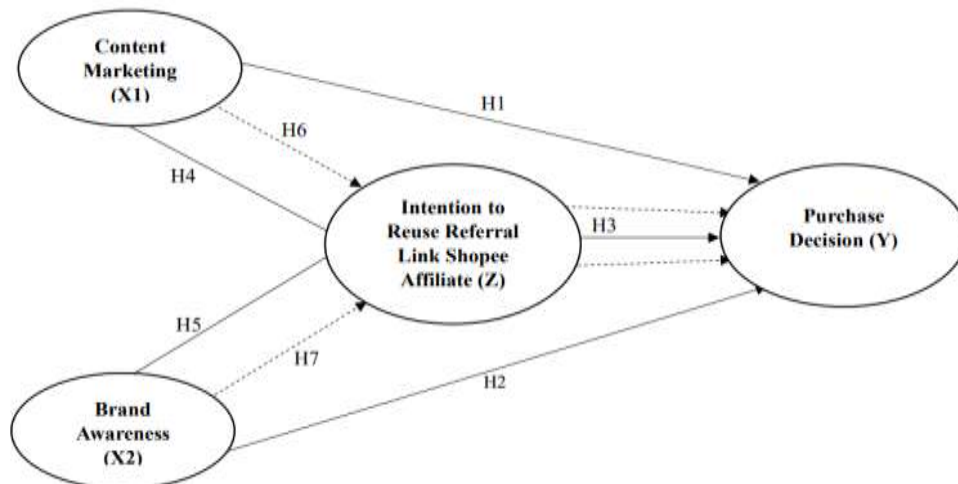 Content
Marketing
(X1)
H1
H6
H4
Intention to
Reuse Referral
Link Shopee
Affiliate (Z)
H3
Purchase
Decision (Y)
H5
H7
H2
Brand
Awareness
(X2)